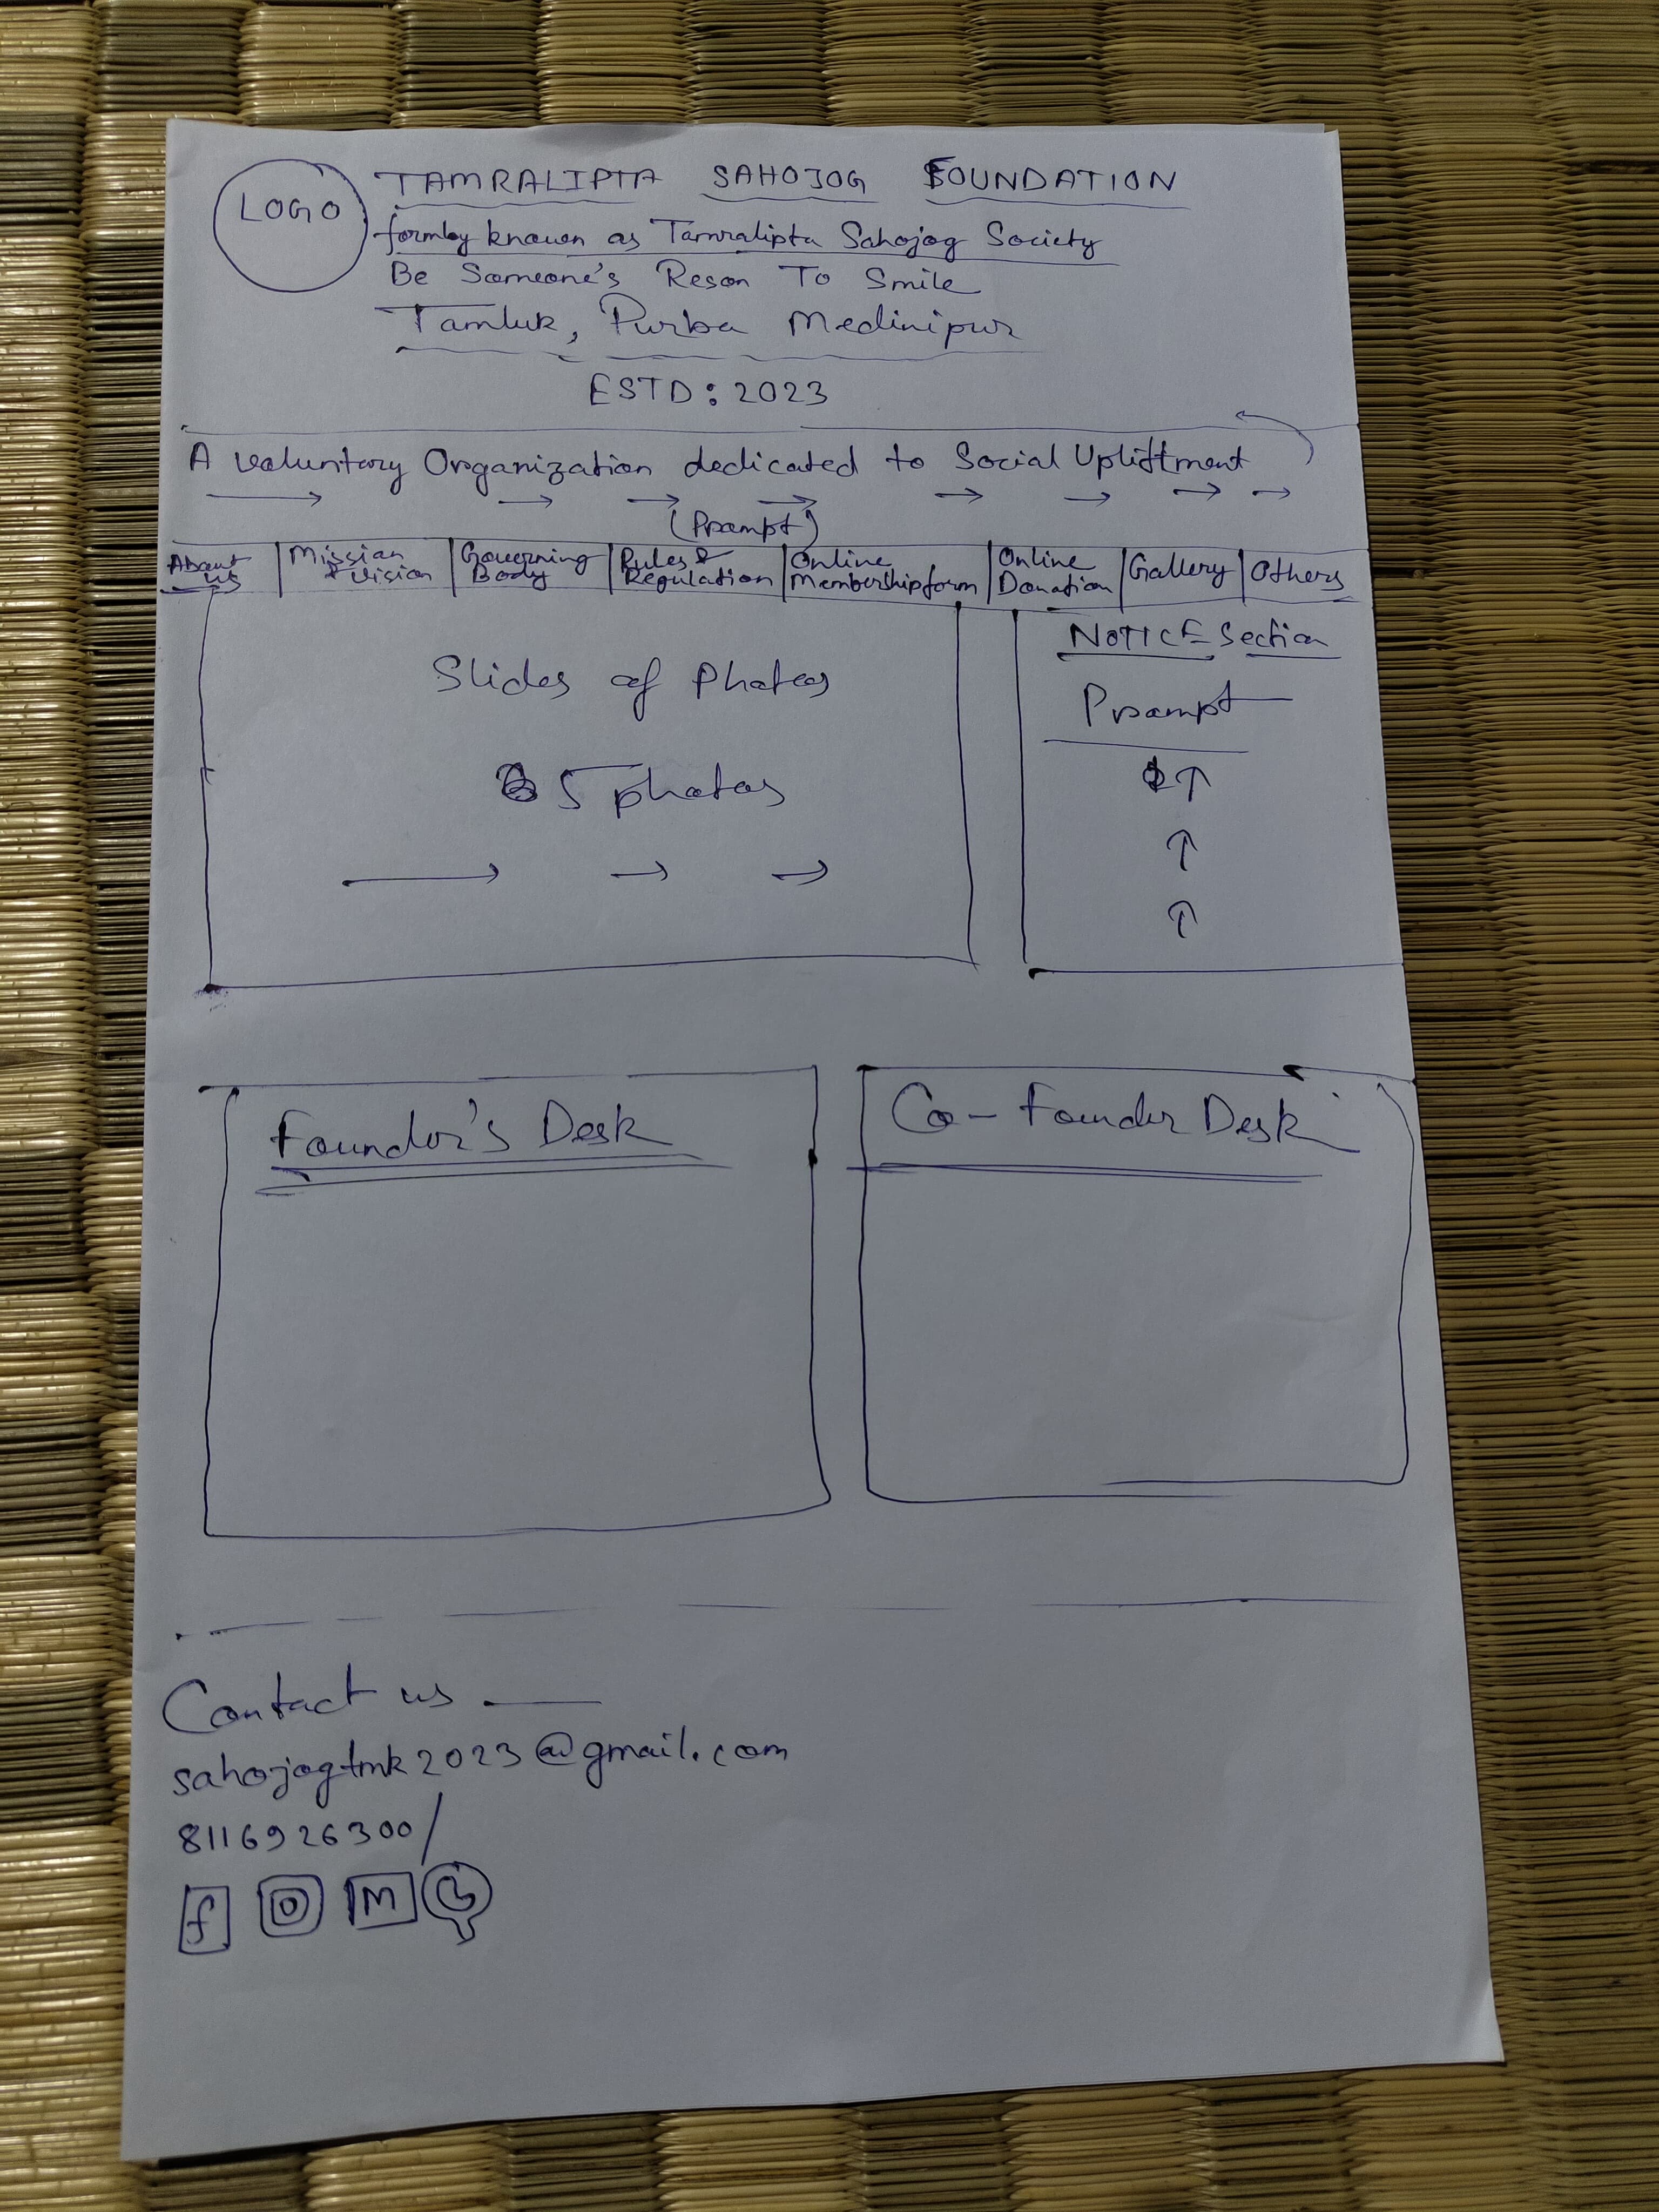 LOGO
TAMRALIPTA SAHOJOG FOUNDATION
formly known as Tamralipta Sahojog Society
Be Someone's Reson To Smile
Tamluk, Purba Medinipur
ESTD: 2023
A Voluntary Organization dedicated to Social Upliftment
(Prompt)
About us | Mission & Vision | Governing Body | Rules & Regulation | Online Membership form | Online Donation | Gallery | Others
Slides of Photos
5 photos
NOTICE Section
Prompt
Founder's Desk
Co-Founder Desk
Contact us
sahojogtmk2023@gmail.com
8116926300/
f M